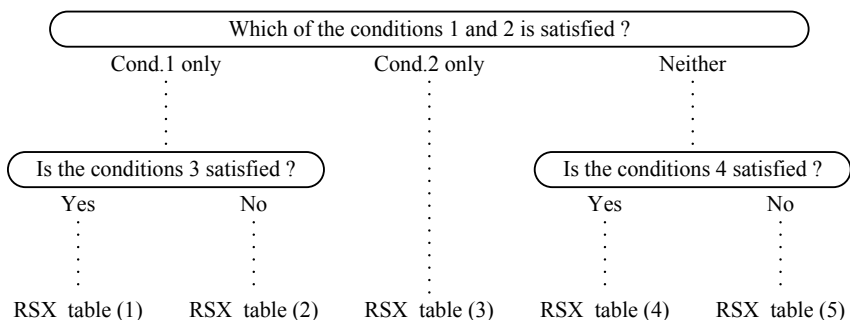 Which of the conditions 1 and 2 is satisfied ?
Cond.1 only Cond.2 only Neither
Is the conditions 3 satisfied ? Is the conditions 4 satisfied ?
Yes No Yes No
RSX table (1) RSX table (2) RSX table (3) RSX table (4) RSX table (5)